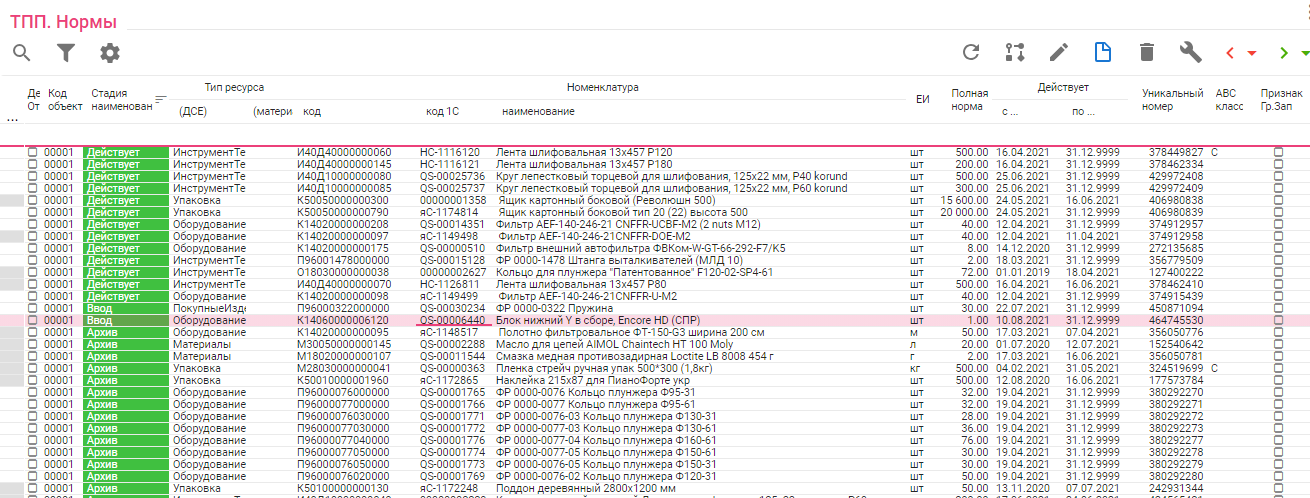 ТПП. Нормы
Де Код Стадия Тип ресурса Номенклатура ЕИ Полная Действует Уникальный АВС Признак
От объект наименован (ДСЕ) (матери код код 1С наименование норма с ... по ... номер класс Гр.Зап
...
00001 Действует ИнструментТе И40Д40000000060 НС-1116120 Лента шлифовальная 13х457 Р120 шт 500.00 16.04.2021 31.12.9999 378449827 С
00001 Действует ИнструментТе И40Д40000000145 НС-1116121 Лента шлифовальная 13х457 Р180 шт 200.00 16.04.2021 31.12.9999 378462334
00001 Действует ИнструментТе И40Д10000000080 QS-00025736 Круг лепестковый торцевой для шлифования, 125х22 мм, P40 korund шт 500.00 25.06.2021 31.12.9999 429972408
00001 Действует ИнструментТе И40Д10000000085 QS-00025737 Круг лепестковый торцевой для шлифования, 125х22 мм, P60 korund шт 300.00 25.06.2021 31.12.9999 429972409
00001 Действует Упаковка К50050000000300 00000001358 Ящик картонный боковой (Революшн 500) шт 15 600.00 24.05.2021 16.06.2021 406980838
00001 Действует Упаковка К50050000000790 яС-1174814 Ящик картонный боковой тип 20 (22) высота 500 шт 20 000.00 24.05.2021 31.12.9999 406980839
00001 Действует Оборудование К14020000000208 QS-00014351 Фильтр AEF-140-246-21 CNFFR-UCBF-M2 (2 nuts M12) шт 40.00 12.04.2021 31.12.9999 374912957
00001 Действует Оборудование К14020000000097 яС-1149498 Фильтр AEF-140-246-21CNFFR-DOE-M2 шт 40.00 12.04.2021 11.04.2021 374912958
00001 Действует Оборудование К14020000000175 QS-00000510 Фильтр внешний автофильтра ФВКом-W-GT-66-292-F7/K5 шт 8.00 14.12.2020 31.12.9999 272135685
00001 Действует Оборудование П96001478000000 QS-00015128 ФР 0000-1478 Штанга выталкивателей (МЛД 10) шт 2.00 18.03.2021 31.12.9999 356779509
00001 Действует Оборудование О18030000000038 00000002627 Кольцо для плунжера "Патентованное" F120-02-SP4-61 шт 72.00 01.01.2019 18.04.2021 127400222
00001 Действует ИнструментТе И40Д40000000070 НС-1126811 Лента шлифовальная 13х457 Р80 шт 500.00 16.04.2021 31.12.9999 378462410
00001 Действует Оборудование К14020000000098 яС-1149499 Фильтр AEF-140-246-21CNFFR-U-M2 шт 40.00 12.04.2021 31.12.9999 374915439
00001 Ввод ПокупныеИзде П96000322000000 QS-00030234 ФР 0000-0322 Пружина шт 30.00 22.07.2021 31.12.9999 450871094
00001 Ввод Оборудование К14060000006120 QS-00006440 Блок нижний Y в сборе, Encore HD (СПР) шт 1.00 10.08.2021 31.12.9999 464745530
00001 Архив Оборудование К14020000000095 яС-1148517 Полотно фильтровальное ФТ-150-G3 ширина 200 см м 50.00 17.03.2021 07.04.2021 356050776
00001 Архив Материалы М30050000000145 QS-00002288 Масло для цепей AIMOL Chaintech HT 100 Moly л 20.00 01.07.2020 12.07.2021 152540642
00001 Архив Материалы М18020000000107 QS-00011544 Смазка медная противозадирная Loctite LB 8008 454 г г 2.00 17.03.2021 16.06.2021 356050781
00001 Архив Упаковка М28030000000041 QS-00000363 Пленка стрейч ручная упак 500*300 (1,8кг) кг 500.00 04.02.2021 31.05.2021 324519699 С
00001 Архив Упаковка К50010000001960 яС-1172865 Наклейка 215х87 для ПианоФорте укр шт 500.00 12.08.2020 16.06.2021 177573784
00001 Архив Оборудование П96000076000000 QS-00001765 ФР 0000-0076 Кольцо плунжера Ф95-31 шт 32.00 19.04.2021 31.12.9999 380292270
00001 Архив Оборудование П96000077000000 QS-00001766 ФР 0000-0077 Кольцо плунжера Ф95-61 шт 32.00 19.04.2021 31.12.9999 380292271
00001 Архив Оборудование П96000076030000 QS-00001771 ФР 0000-0076-03 Кольцо плунжера Ф130-31 шт 28.00 19.04.2021 31.12.9999 380292272
00001 Архив Оборудование П96000077030000 QS-00001772 ФР 0000-0077-03 Кольцо плунжера Ф130-61 шт 36.00 19.04.2021 31.12.9999 380292273
00001 Архив Оборудование П96000077040000 QS-00001776 ФР 0000-0077-04 Кольцо плунжера Ф160-61 шт 76.00 19.04.2021 31.12.9999 380292277
00001 Архив Оборудование П96000077050000 QS-00001774 ФР 0000-0077-05 Кольцо плунжера Ф150-61 шт 30.00 19.04.2021 31.12.9999 380292278
00001 Архив Оборудование П96000076050000 QS-00001773 ФР 0000-0076-05 Кольцо плунжера Ф150-31 шт 30.00 19.04.2021 31.12.9999 380292279
00001 Архив Оборудование П96000076020000 QS-00001769 ФР 0000-0076-02 Кольцо плунжера Ф120-31 шт 50.00 19.04.2021 31.12.9999 380292280
00001 Архив Упаковка К50100000000130 яС-1172248 Поддон деревянный 2800х1200 мм шт 50.00 13.11.2020 07.07.2021 242931344